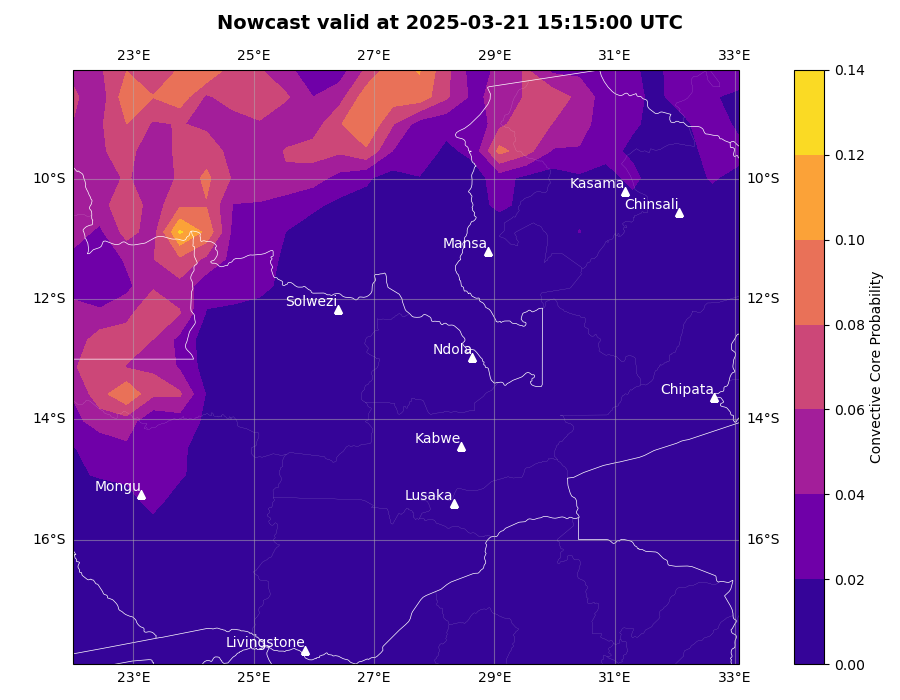 Nowcast valid at 2025-03-21 15:15:00 UTC
23°E 25°E 27°E 29°E 31°E 33°E
0.14
0.12
10°S 10°S
Kasama
Chinsali
0.10
Mansa
12°S 12°S
Solwezi
0.08
Ndola
Chipata
0.06
14°S 14°S
Kabwe
Mongu
Lusaka
0.04
16°S 16°S
0.02
Livingstone
0.00
23°E 25°E 27°E 29°E 31°E 33°E
Convective Core Probability